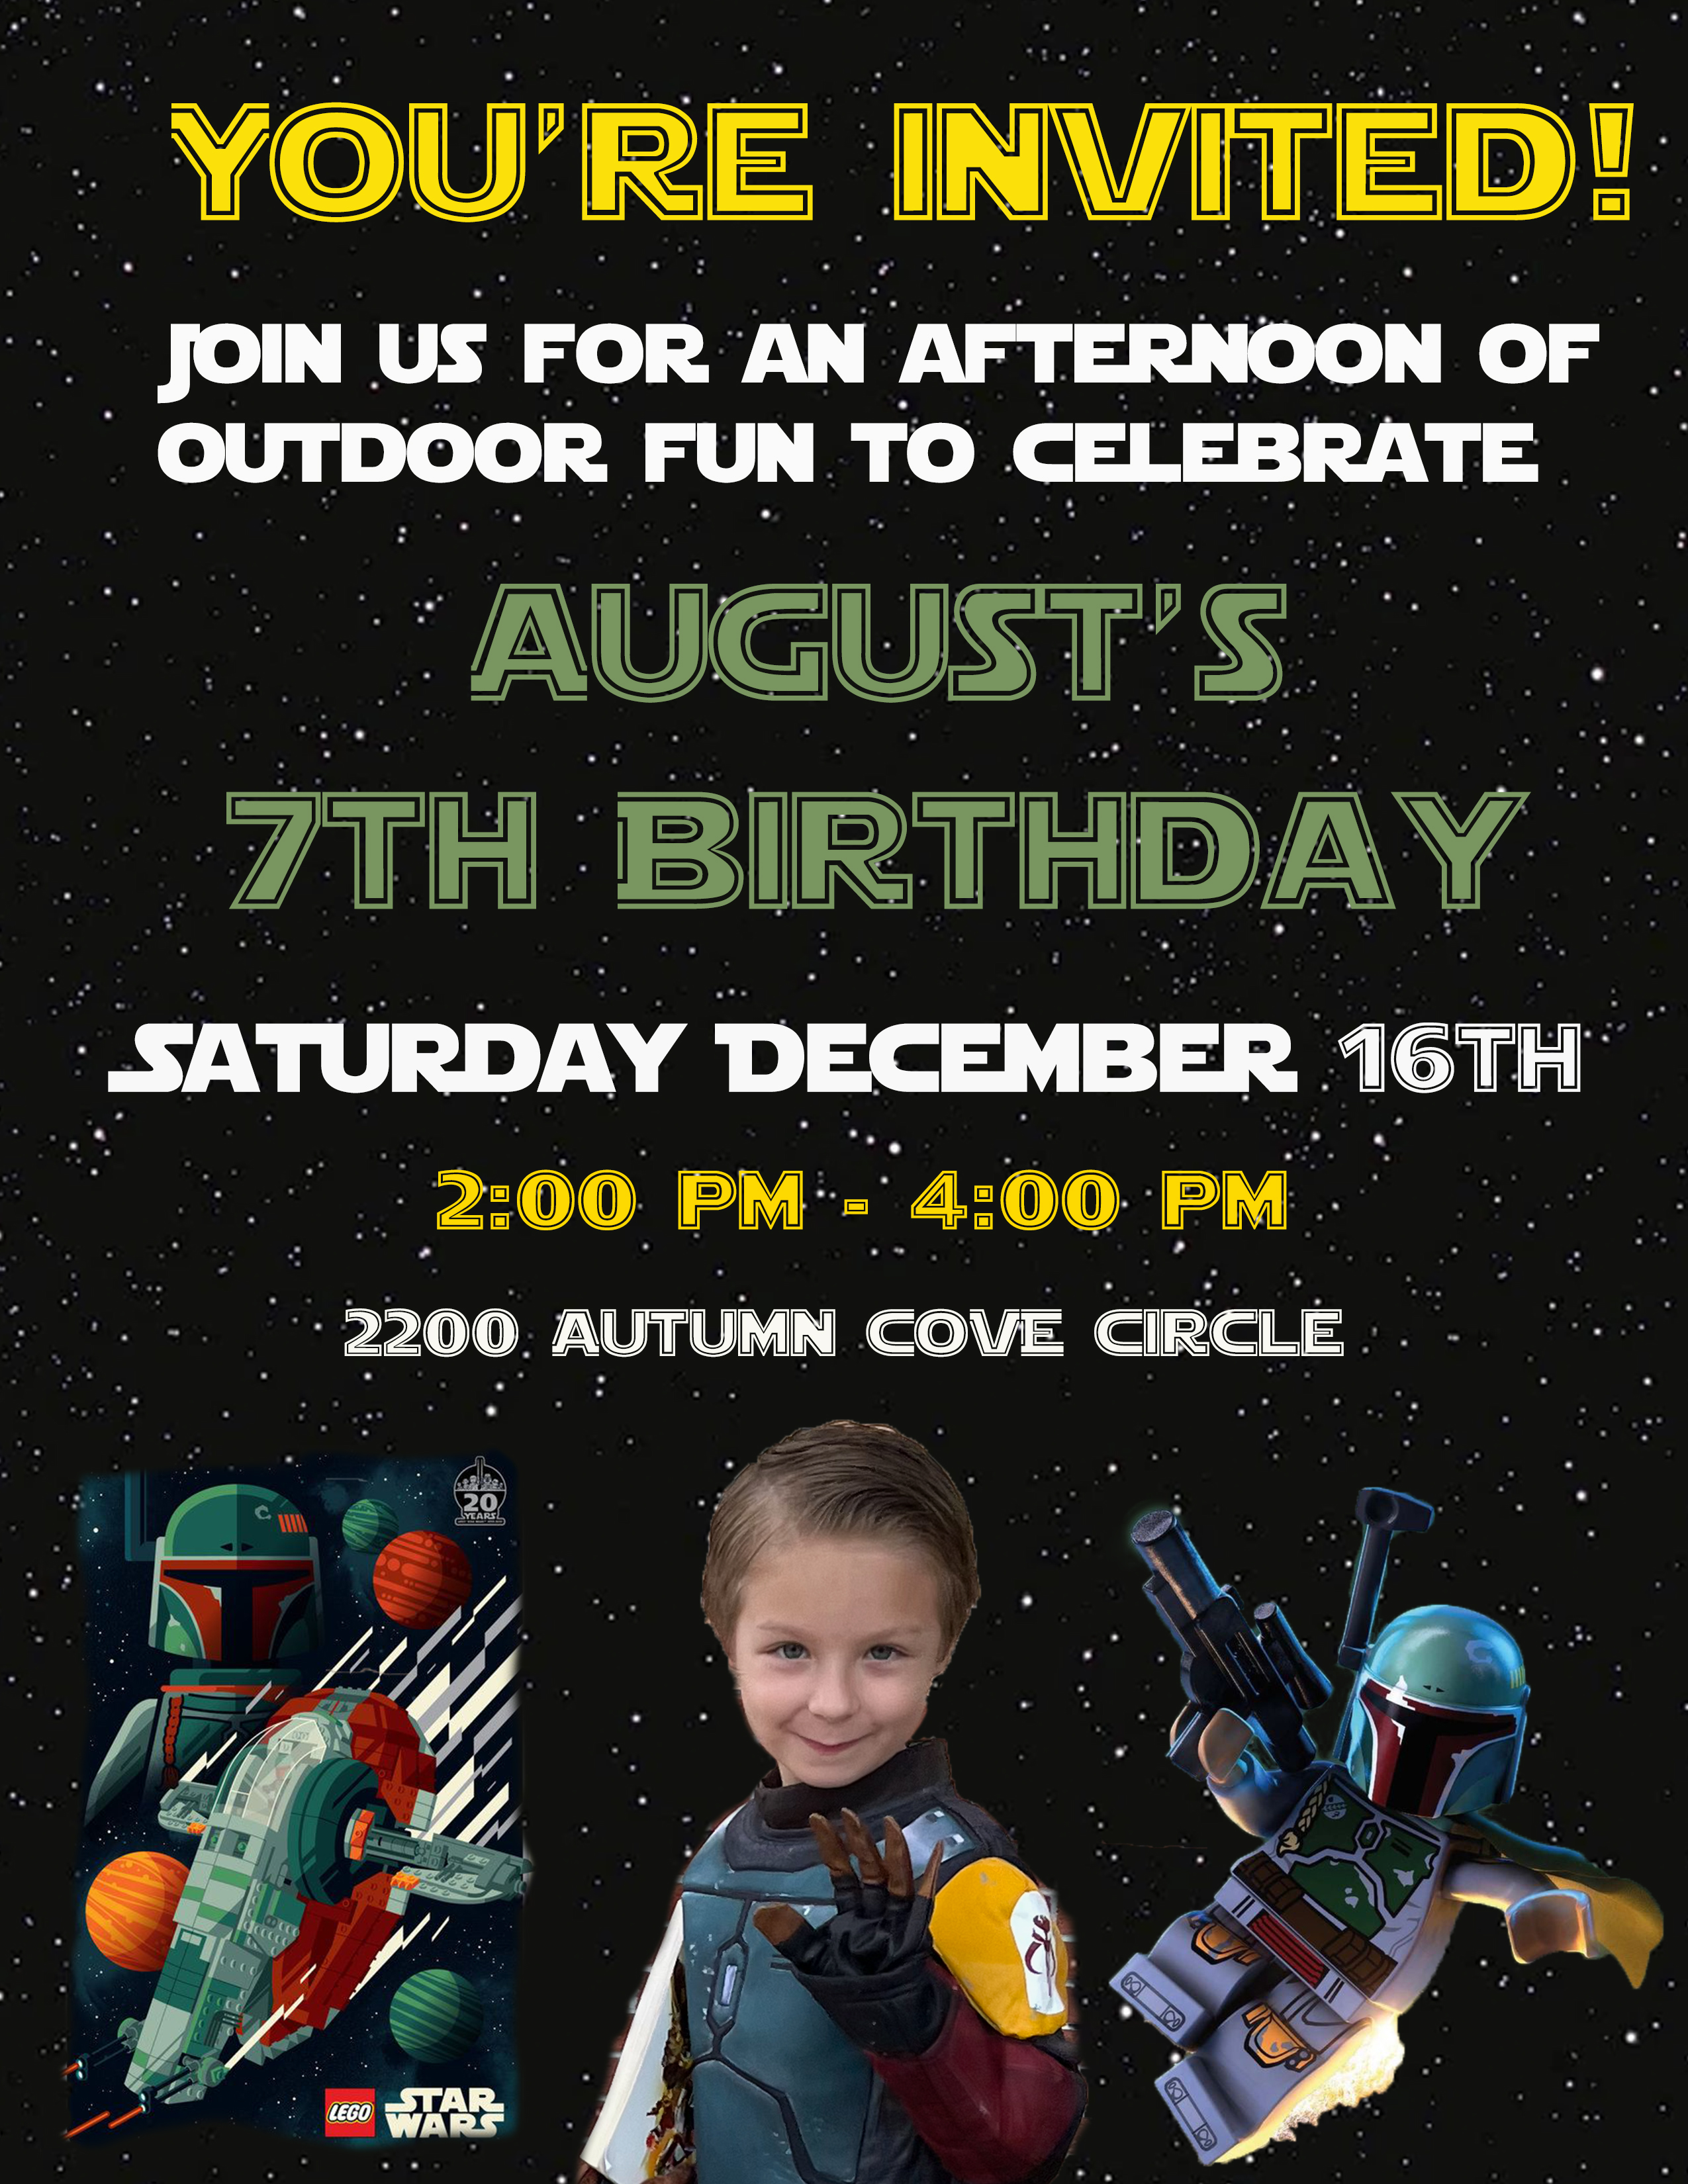 YOU'RE INVITED!
JOIN US FOR AN AFTERNOON OF
OUTDOOR FUN TO CELEBRATE
AUGUST'S
7TH BIRTHDAY
SATURDAY DECEMBER 16TH
2:00 PM - 4:00 PM
2200 AUTUMN COVE CIRCLE
20
YEARS
LEGO STAR
WARS